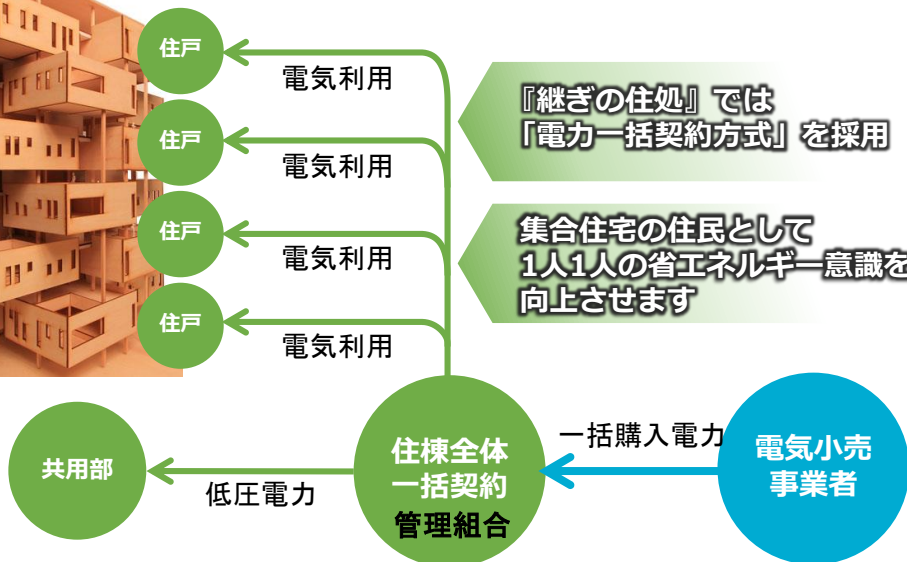 住戸
電気利用
『継ぎの住処』では
「電力一括契約方式」を採用
住戸
電気利用
住戸
電気利用
集合住宅の住民として
1人1人の省エネルギー意識を
向上させます
住戸
電気利用
共用部
低圧電力
住棟全体
一括契約
管理組合
一括購入電力
電気小売
事業者